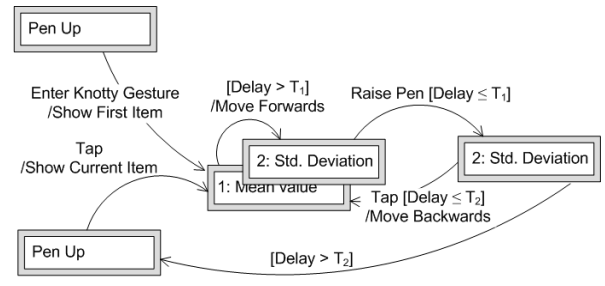 Pen Up
Enter Knotty Gesture
/Show First Item
[Delay > T₁]
/Move Forwards
Raise Pen [Delay ≤ T₁]
Tap
/Show Current Item
2: Std. Deviation
2: Std. Deviation
1: Mean Value
Tap [Delay ≤ T₂]
/Move Backwards
Pen Up
[Delay > T₂]